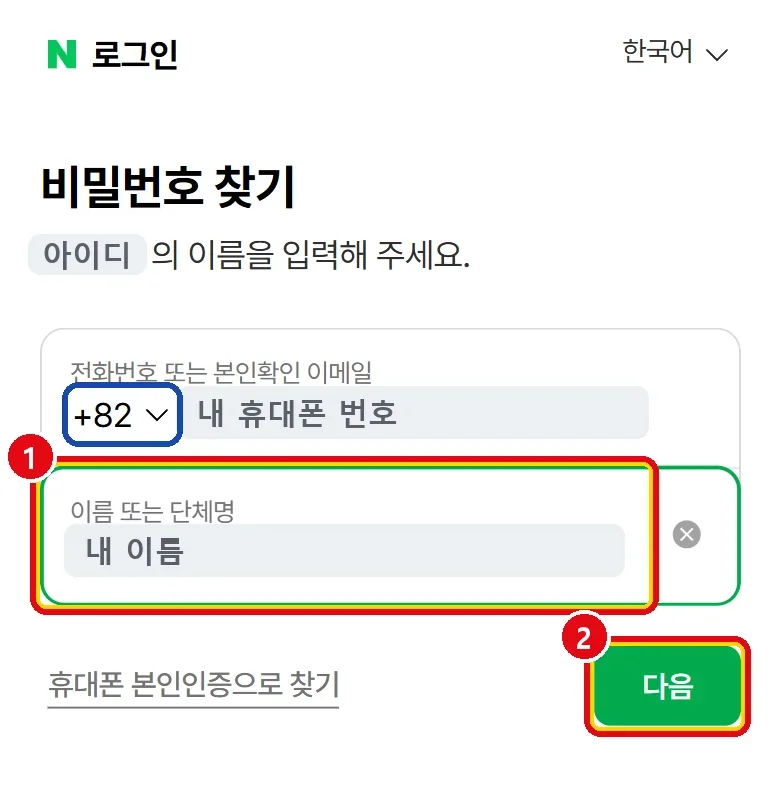 N 로그인
한국어
비밀번호 찾기
아이디 의 이름을 입력해 주세요.
전화번호 또는 본인확인 이메일
+82 내 휴대폰 번호
1
이름 또는 단체명
내 이듬
2
휴대폰 본인인증으로 찾기
다음